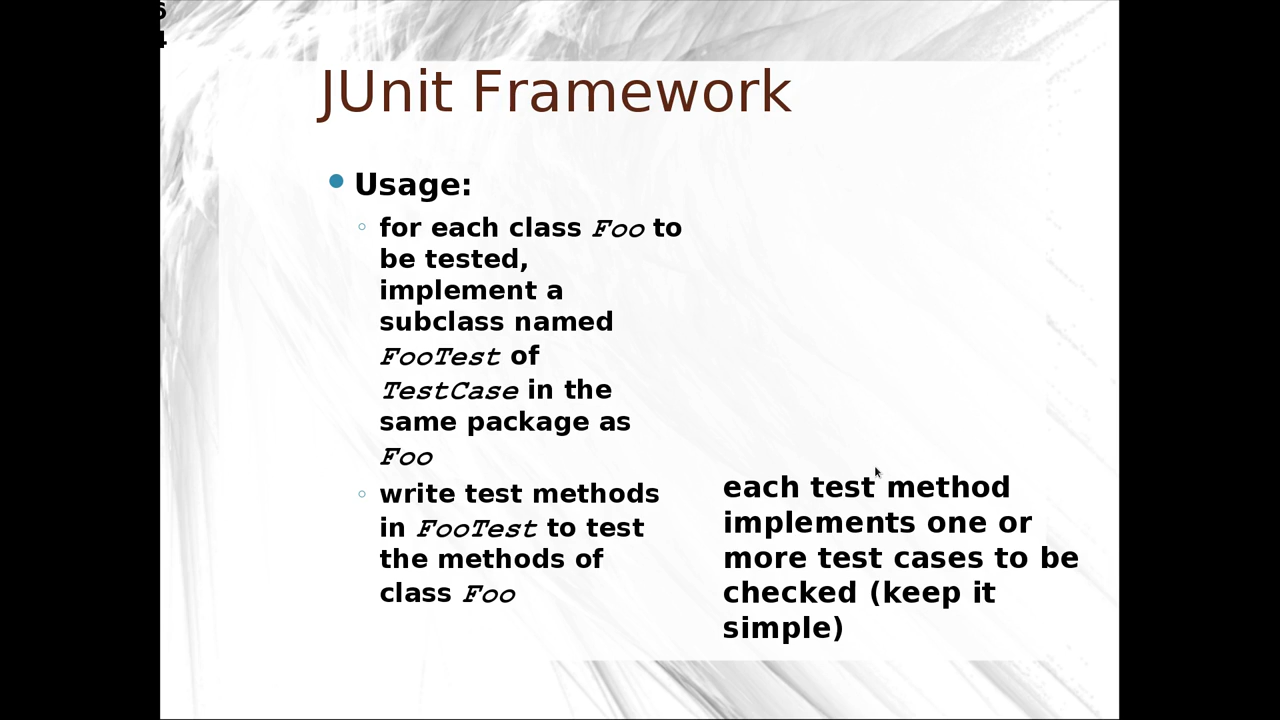 6
4
JUnit Framework
Usage:
for each class Foo to
be tested,
implement a
subclass named
FooTest of
TestCase in the
same package as
Foo
write test methods
in FooTest to test
the methods of
class Foo
each test method
implements one or
more test cases to be
checked (keep it
simple)